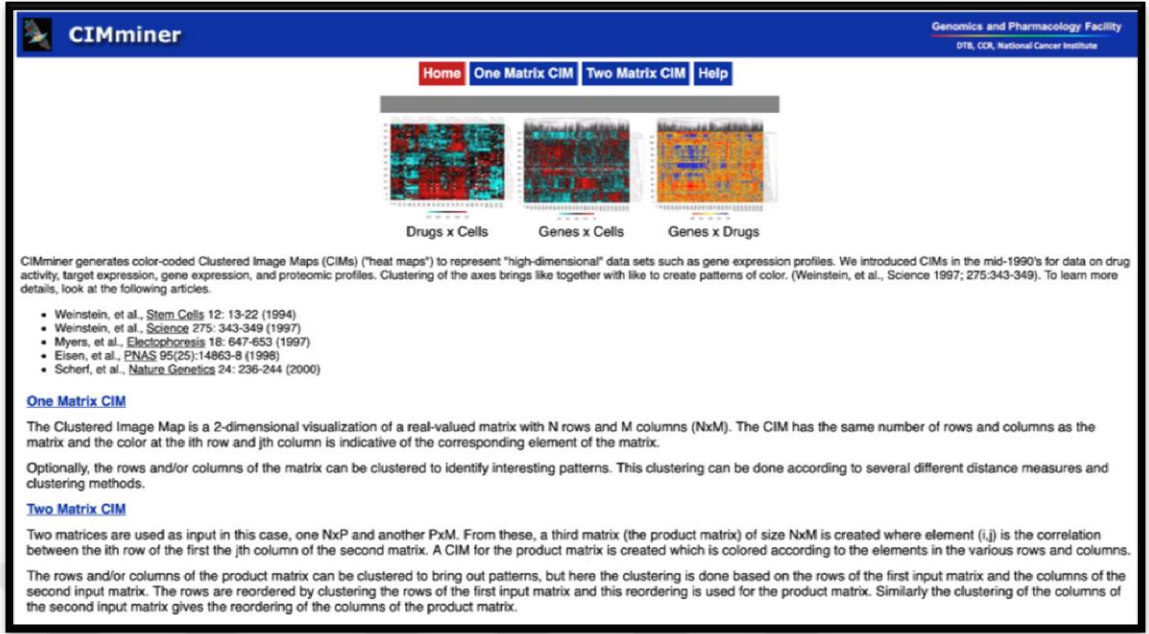 CIMminer
Genomics and Pharmacology Facility
DTB, CCR, National Cancer Institute
Home One Matrix CIM Two Matrix CIM Help
Drugs x Cells Genes x Cells Genes x Drugs
CIMminer generates color-coded Clustered Image Maps (CIMs) ("heat maps") to represent "high-dimensional" data sets such as gene expression profiles. We introduced CIMs in the mid-1990's for data on drug
activity, target expression, gene expression, and proteomic profiles. Clustering of the axes brings like together with like to create patterns of color. (Weinstein, et al., Science 1997; 275:343-349). To learn more
details, look at the following articles.
• Weinstein, et al., Stem Cells 12: 13-22 (1994)
• Weinstein, et al., Science 275: 343-349 (1997)
• Myers, et al., Electophoresis 18: 647-653 (1997)
• Eisen, et al., PNAS 95(25):14863-8 (1998)
• Scherf, et al., Nature Genetics 24: 236-244 (2000)
One Matrix CIM
The Clustered Image Map is a 2-dimensional visualization of a real-valued matrix with N rows and M columns (NxM). The CIM has the same number of rows and columns as the
matrix and the color at the ith row and jth column is indicative of the corresponding element of the matrix.
Optionally, the rows and/or columns of the matrix can be clustered to identify interesting patterns. This clustering can be done according to several different distance measures and
clustering methods.
Two Matrix CIM
Two matrices are used as input in this case, one NxP and another PxM. From these, a third matrix (the product matrix) of size NxM is created where element (i,j) is the correlation
between the ith row of the first the jth column of the second matrix. A CIM for the product matrix is created which is colored according to the elements in the various rows and columns.
The rows and/or columns of the product matrix can be clustered to bring out patterns, but here the clustering is done based on the rows of the first input matrix and the columns of the
second input matrix. The rows are reordered by clustering the rows of the first input matrix and this reordering is used for the product matrix. Similarly the clustering of the columns of
the second input matrix gives the reordering of the columns of the product matrix.